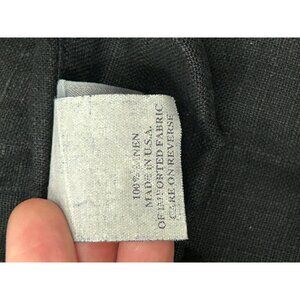 100% LINEN
MADE IN U.S.A.
OF IMPORTED FABRIC
CARE ON REVERSE